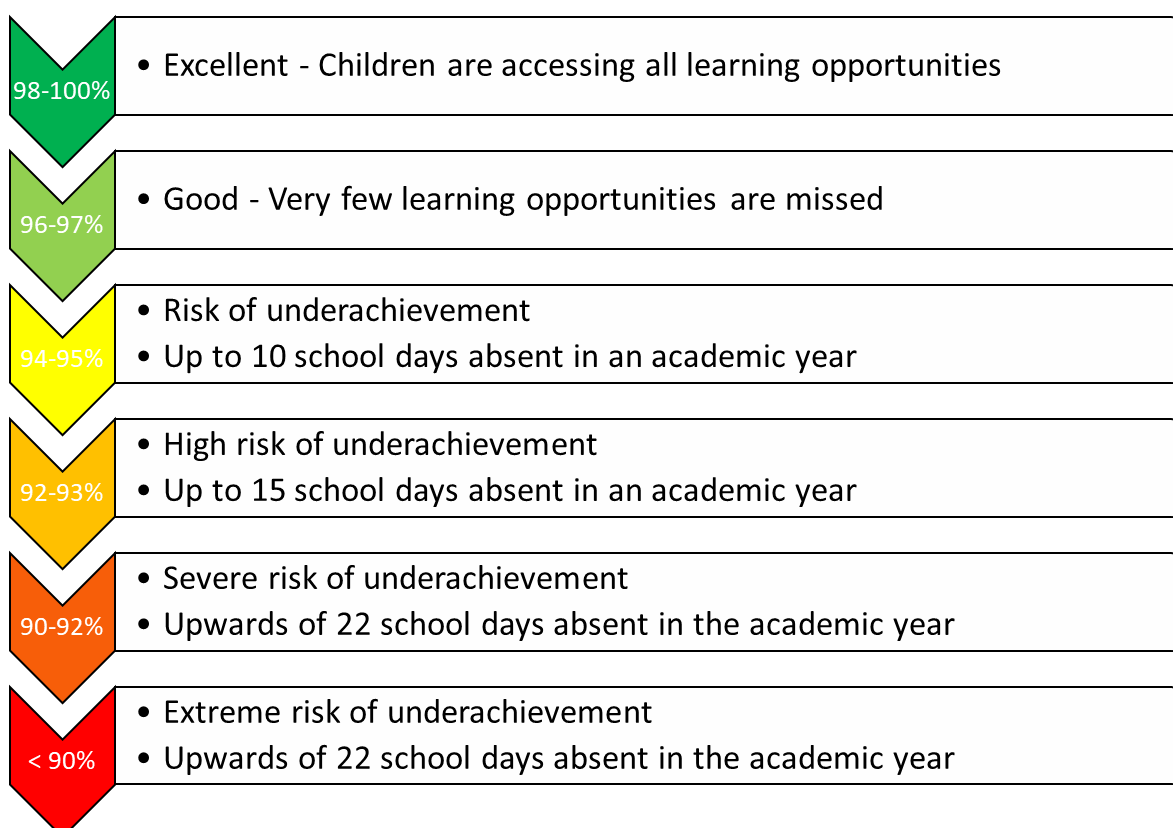 98-100%
• Excellent - Children are accessing all learning opportunities
96-97%
• Good - Very few learning opportunities are missed
94-95%
• Risk of underachievement
• Up to 10 school days absent in an academic year
92-93%
• High risk of underachievement
• Up to 15 school days absent in an academic year
90-92%
• Severe risk of underachievement
• Upwards of 22 school days absent in the academic year
< 90%
• Extreme risk of underachievement
• Upwards of 22 school days absent in the academic year